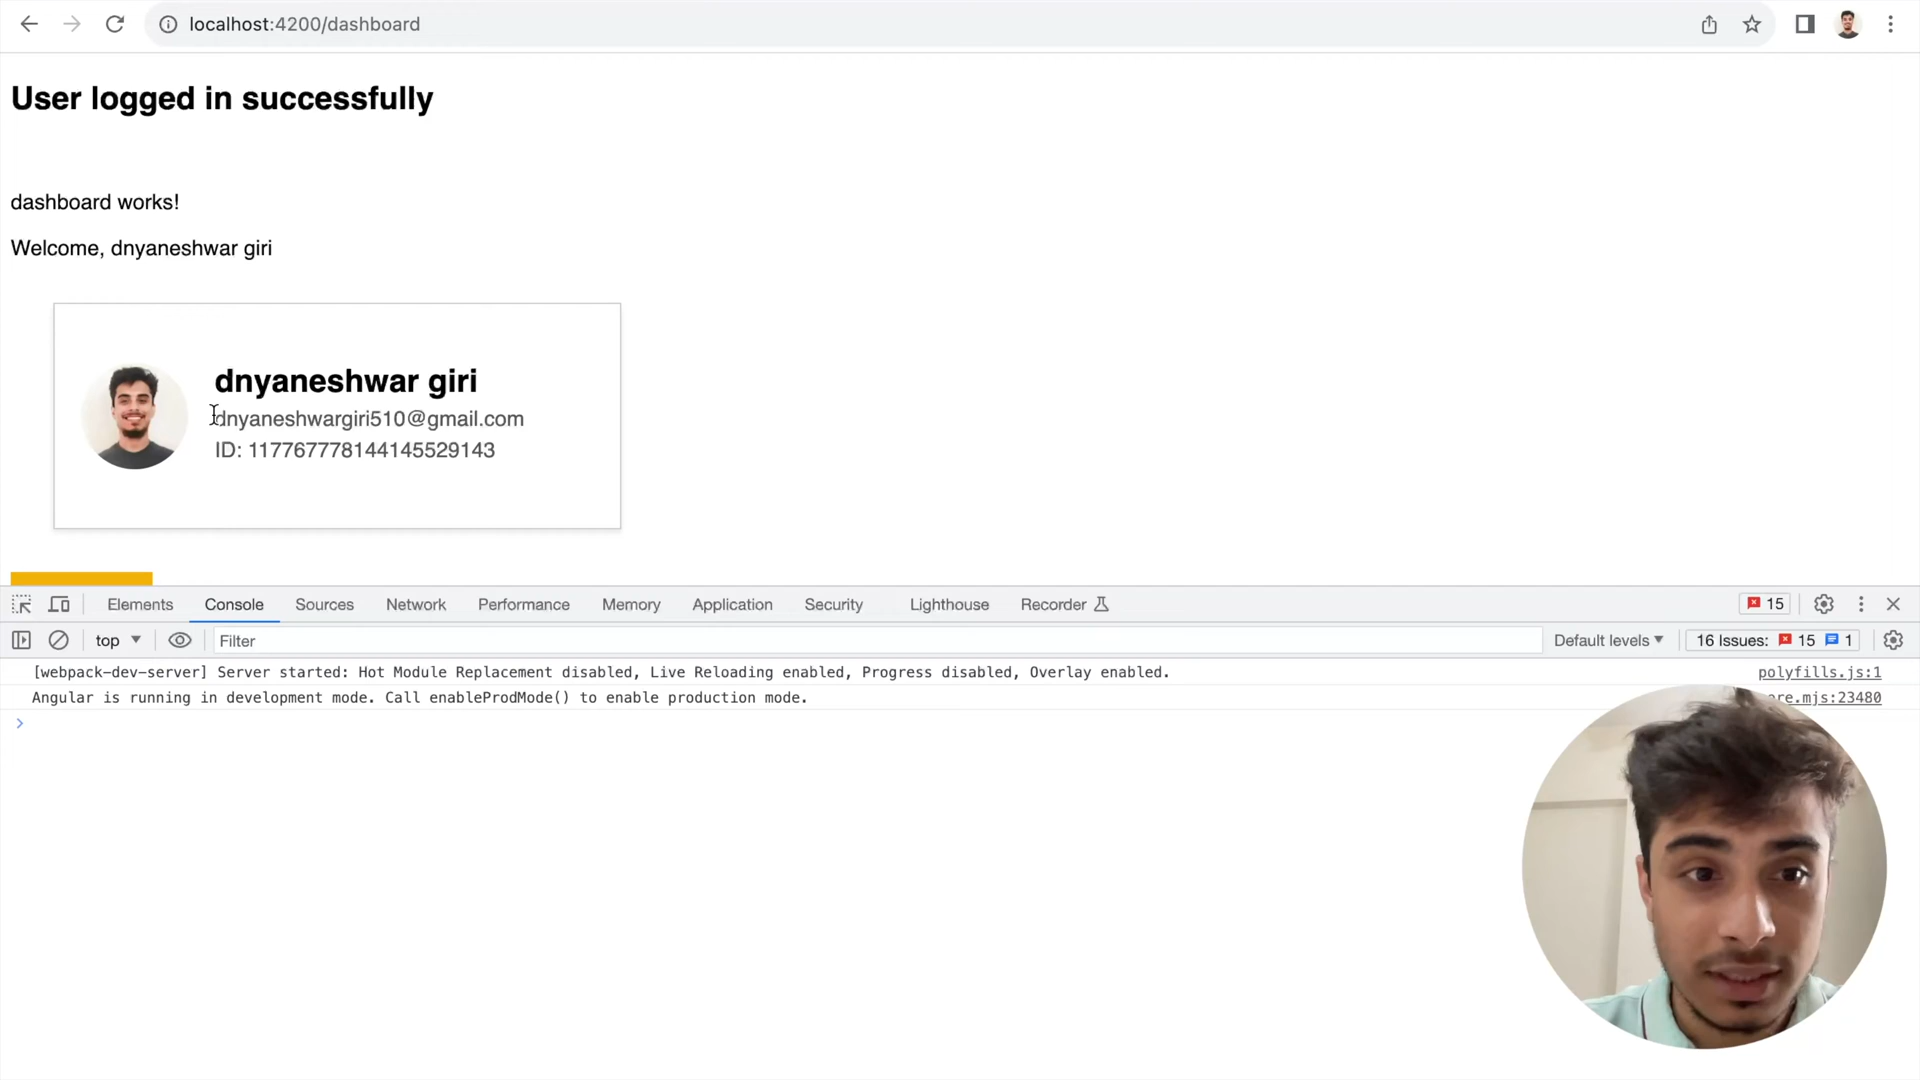 localhost:4200/dashboard
User logged in successfully
dashboard works!
Welcome, dnyaneshwar giri
dnyaneshwar giri
dnyaneshwargiri510@gmail.com
ID: 117767778144145529143
Elements Console Sources Network Performance Memory Application Security Lighthouse Recorder 15
top Filter Default levels 16 Issues: 15 1
[webpack-dev-server] Server started: Hot Module Replacement disabled, Live Reloading enabled, Progress disabled, Overlay enabled. polyfills.js:1
Angular is running in development mode. Call enableProdMode() to enable production mode. re.mjs:23480